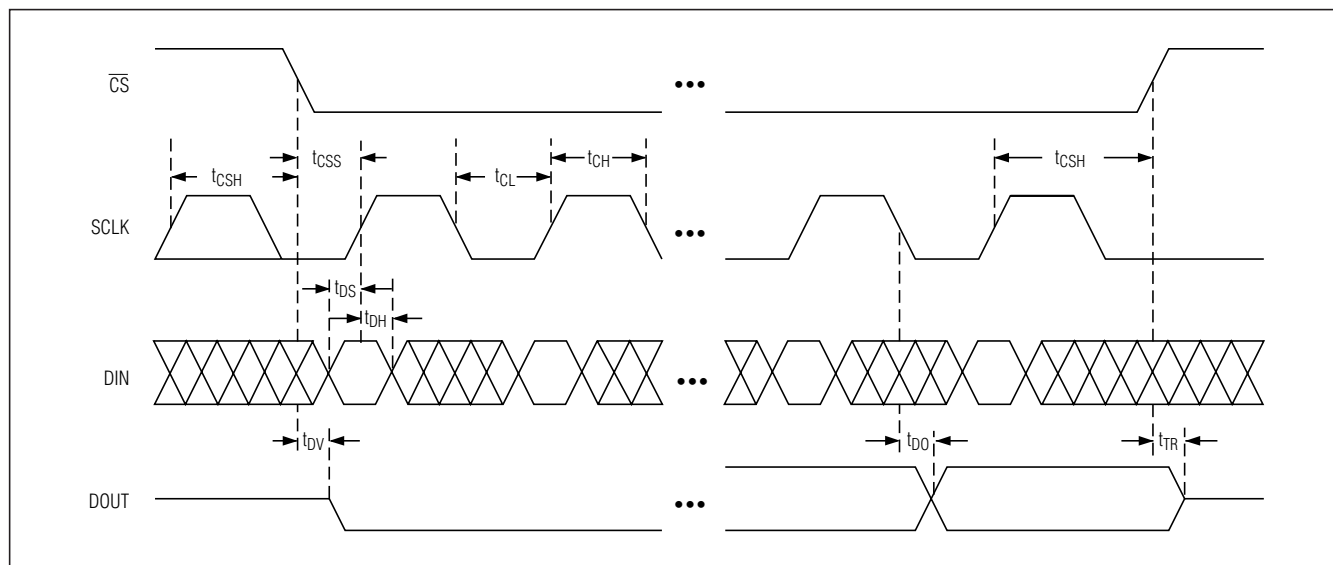 CS
•••
tCSH
tCSS
tCL
tCH
tCSH
SCLK
•••
tDS
tDH
DIN
•••
tDV
tDO
tTR
DOUT
•••